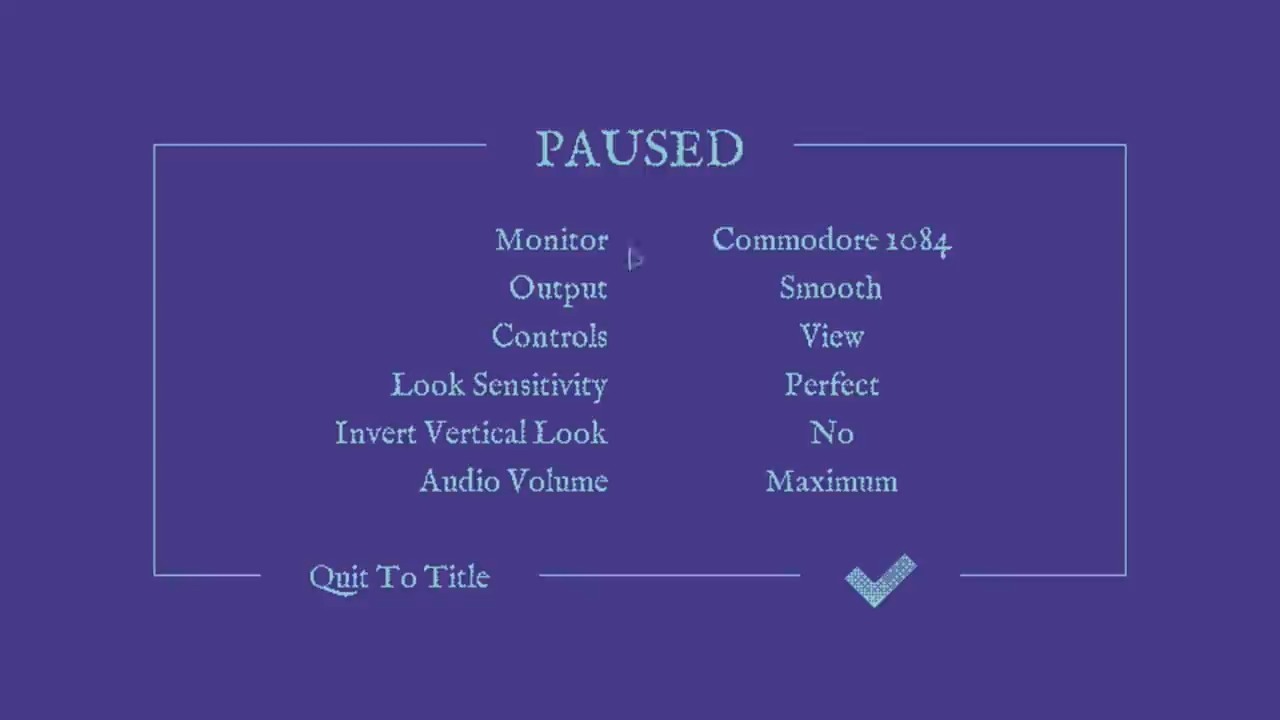 PAUSED
Monitor Commodore 1084
Output Smooth
Controls View
Look Sensitivity Perfect
Invert Vertical Look No
Audio Volume Maximum
Quit To Title